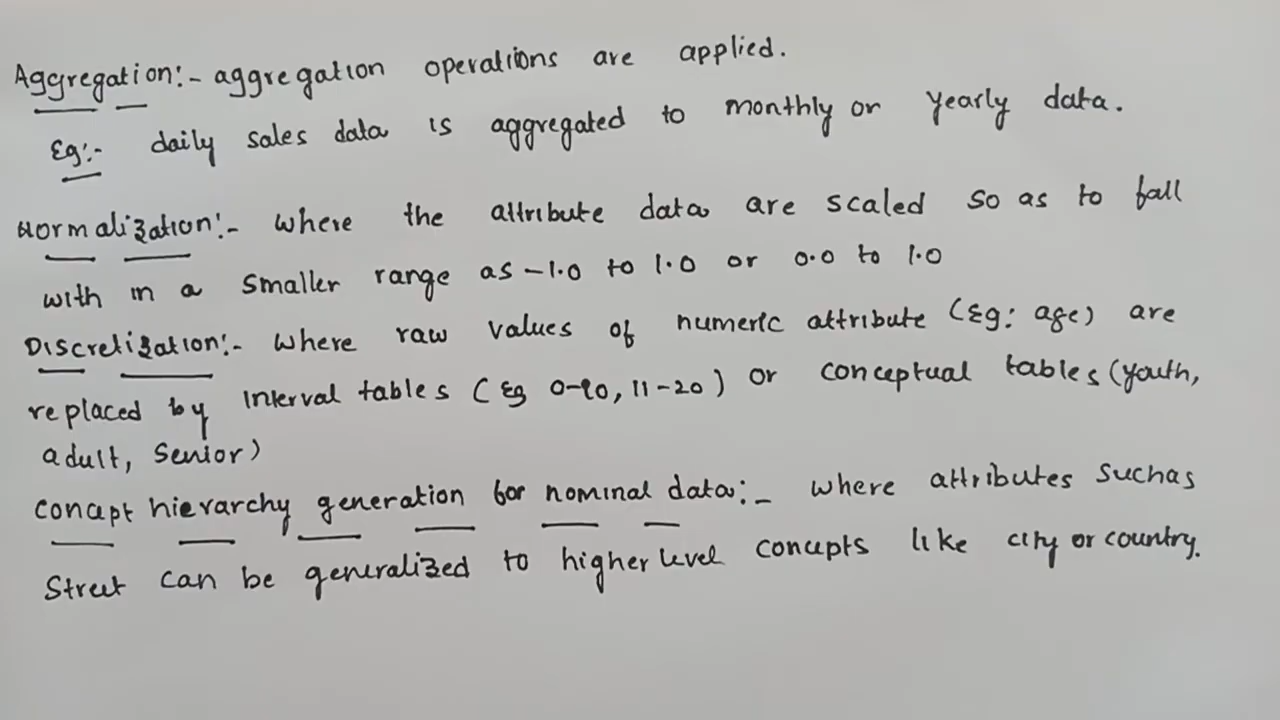 Aggregation:- aggregation operations are applied.
Eg:- daily sales data is aggregated to monthly or yearly data.
Normalization:- where the attribute data are scaled so as to fall
with in a smaller range as -1.0 to 1.0 or 0.0 to 1.0
Discretization:- where raw values of numeric attribute (Eg: age) are
replaced by interval tables (Eg 0-10, 11-20) or conceptual tables (youth,
adult, senior)
concept hierarchy generation for nominal data:- where attributes suchas
Street can be generalized to higher level concepts like city or country.